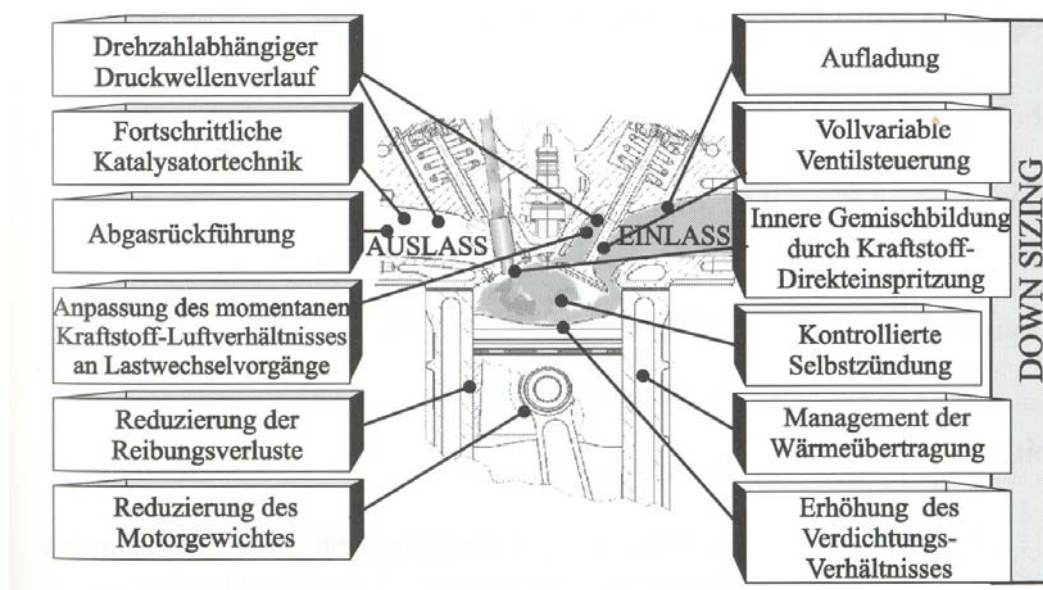 Drehzahlabhängiger
Druckwellenverlauf
Fortschrittliche
Katalysatortechnik
Abgasrückführung
Anpassung des momentanen
Kraftstoff-Luftverhältnisses
an Lastwechselvorgänge
Reduzierung der
Reibungsverluste
Reduzierung des
Motorgewichtes
AUSLASS
EINLASS
Aufladung
Vollvariable
Ventilsteuerung
Innere Gemischbildung
durch Kraftstoff-
Direkteinspritzung
Kontrollierte
Selbstzündung
Management der
Wärmeübertragung
Erhöhung des
Verdichtungs-
Verhältnisses
DOWN SIZING